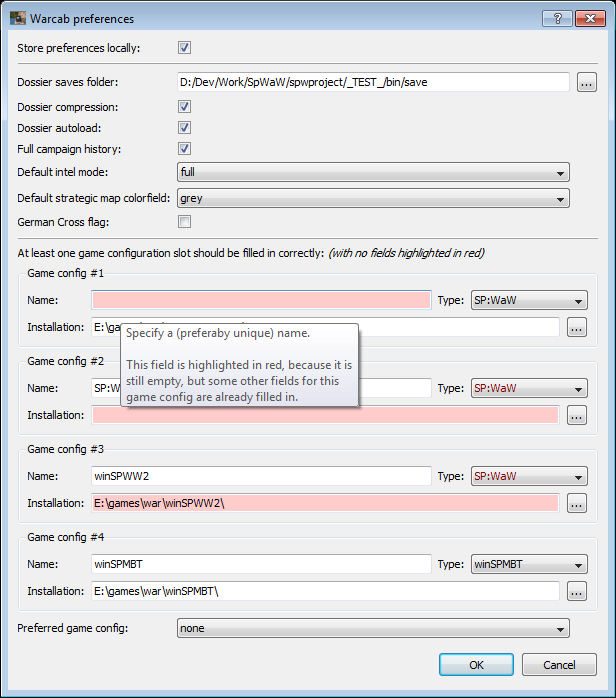 Warcab preferences
Store preferences locally:
Dossier saves folder: D:/Dev/Work/SpWaW/spwproject/_TEST_/bin/save ...
Dossier compression:
Dossier autoload:
Full campaign history:
Default intel mode: full
Default strategic map colorfield: grey
German Cross flag:
At least one game configuration slot should be filled in correctly: (with no fields highlighted in red)
Game config #1
Name: Type: SP:WaW
Installation: E:\games\ ...
Specify a (preferaby unique) name.
This field is highlighted in red, because it is
still empty, but some other fields for this
game config are already filled in.
Game config #2
Name: SP:W Type: SP:WaW
Installation: ...
Game config #3
Name: winSPWW2 Type: SP:WaW
Installation: E:\games\war\winSPWW2\ ...
Game config #4
Name: winSPMBT Type: winSPMBT
Installation: E:\games\war\winSPMBT\ ...
Preferred game config: none
OK Cancel